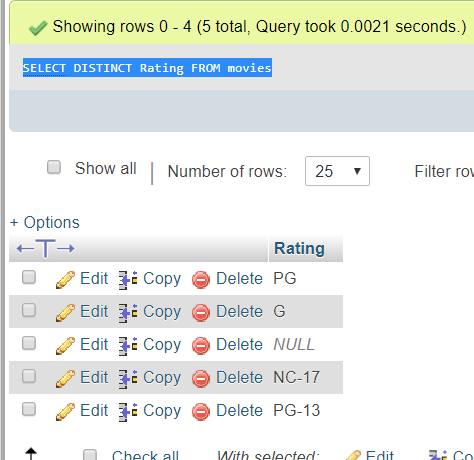 Showing rows 0 - 4 (5 total, Query took 0.0021 seconds.)
SELECT DISTINCT Rating FROM movies
Show all | Number of rows: 25 Filter
+ Options
←T→ Rating
Edit Copy Delete PG
Edit Copy Delete G
Edit Copy Delete NULL
Edit Copy Delete NC-17
Edit Copy Delete PG-13
Check all With selected: Edit